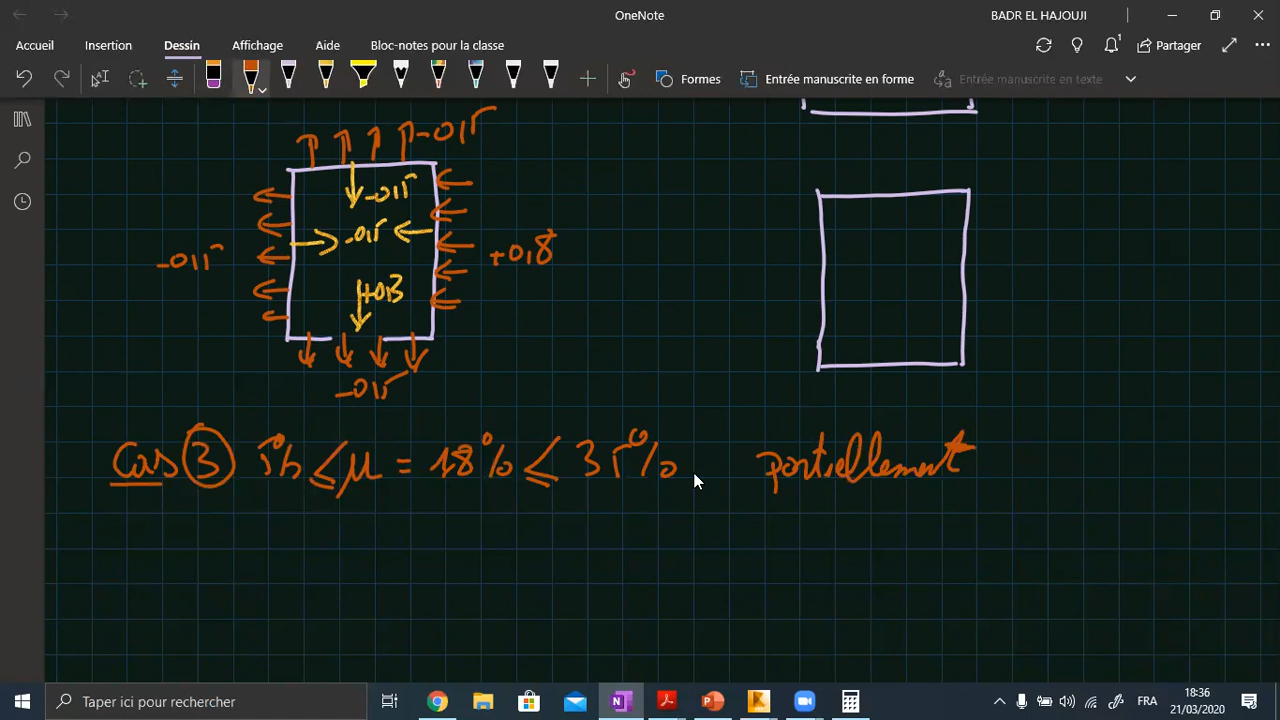 OneNote
BADR EL HAJOUJI
Accueil Insertion Dessin Affichage Aide Bloc-notes pour la classe
Partager
Formes Entrée manuscrite en forme Entrée manuscrite en texte
-0,5
-0,5
-0,5 -0,5 +0,8
+0,3
-0,5
Cas 3 5% ≤ μ = 18% ≤ 35% partiellement
Taper ici pour rechercher
FRA
18:36
21/03/2020